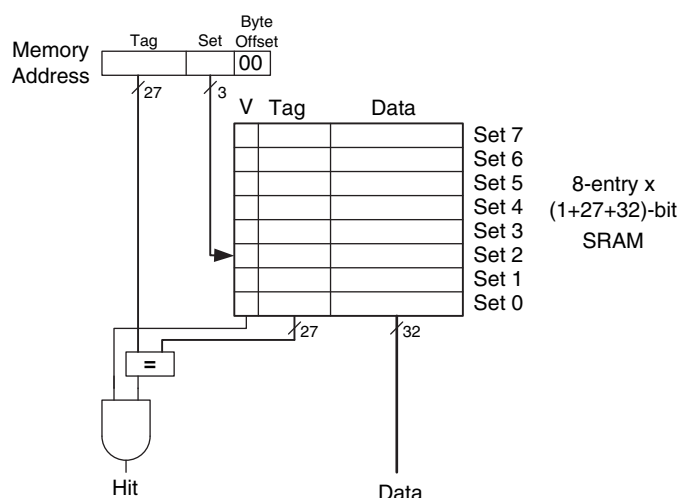 Byte
Tag Set Offset
Memory
Address
00
27 3
V Tag Data
Set 7
Set 6
Set 5
Set 4
Set 3
Set 2
Set 1
Set 0
8-entry x
(1+27+32)-bit
SRAM
27 32
=
Hit Data